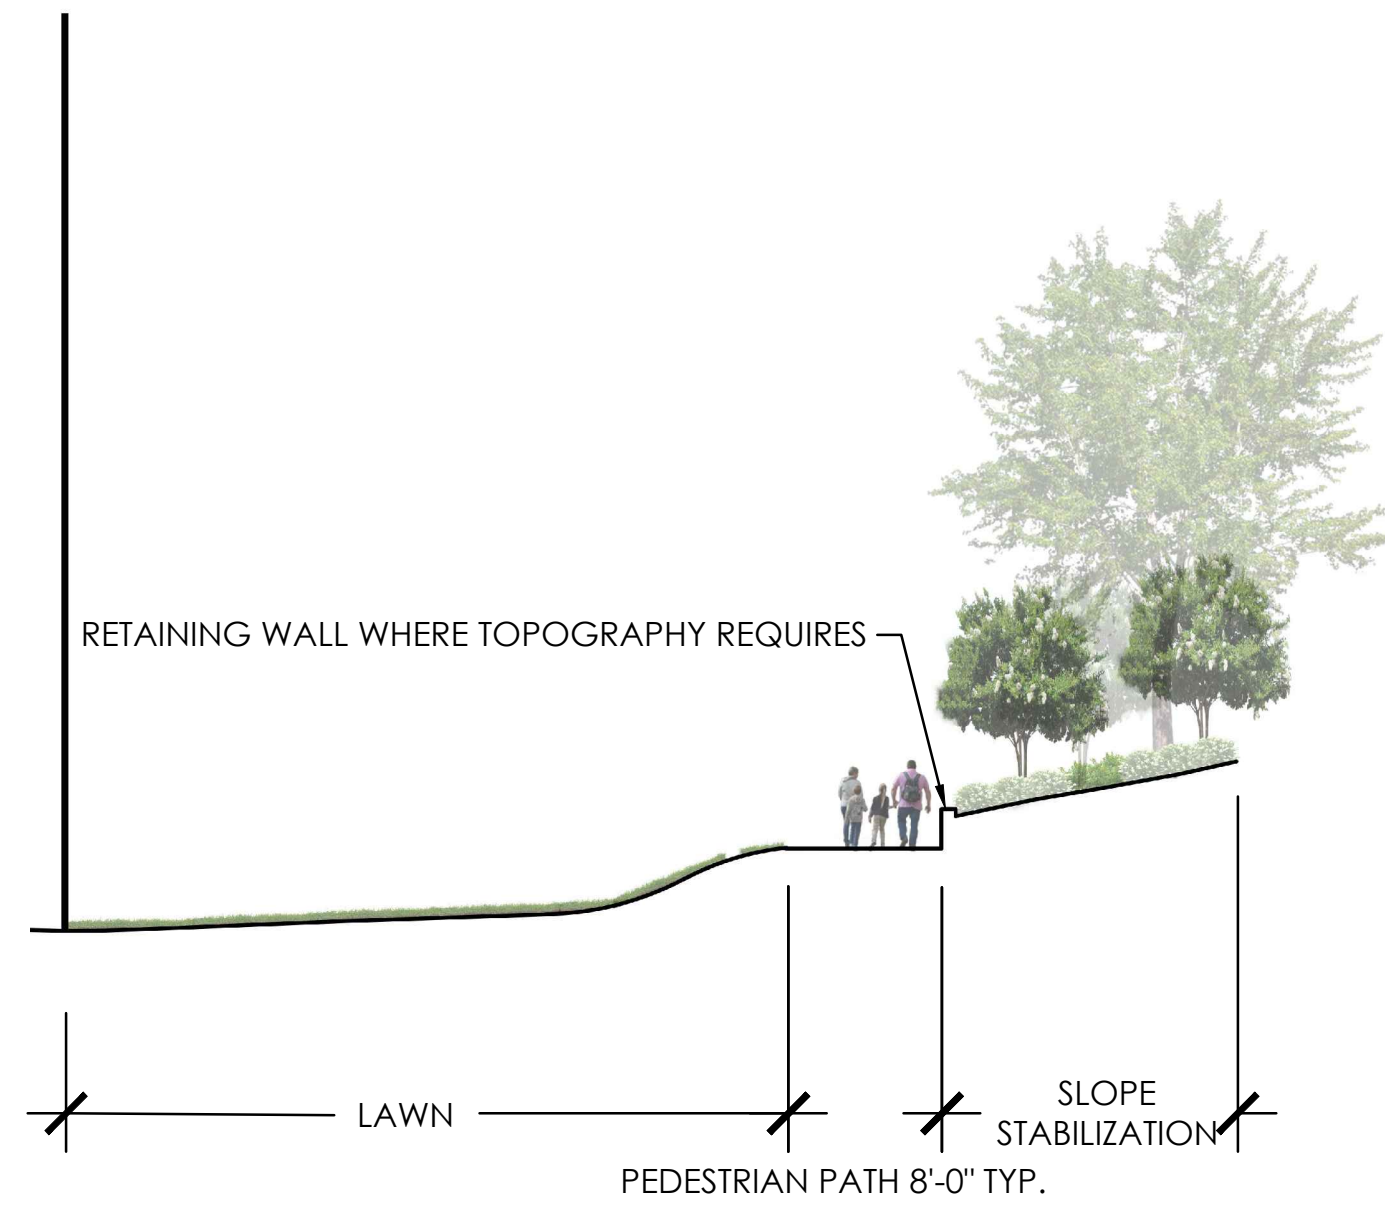 RETAINING WALL WHERE TOPOGRAPHY REQUIRES
LAWN
SLOPE
STABILIZATION
PEDESTRIAN PATH 8'-0" TYP.